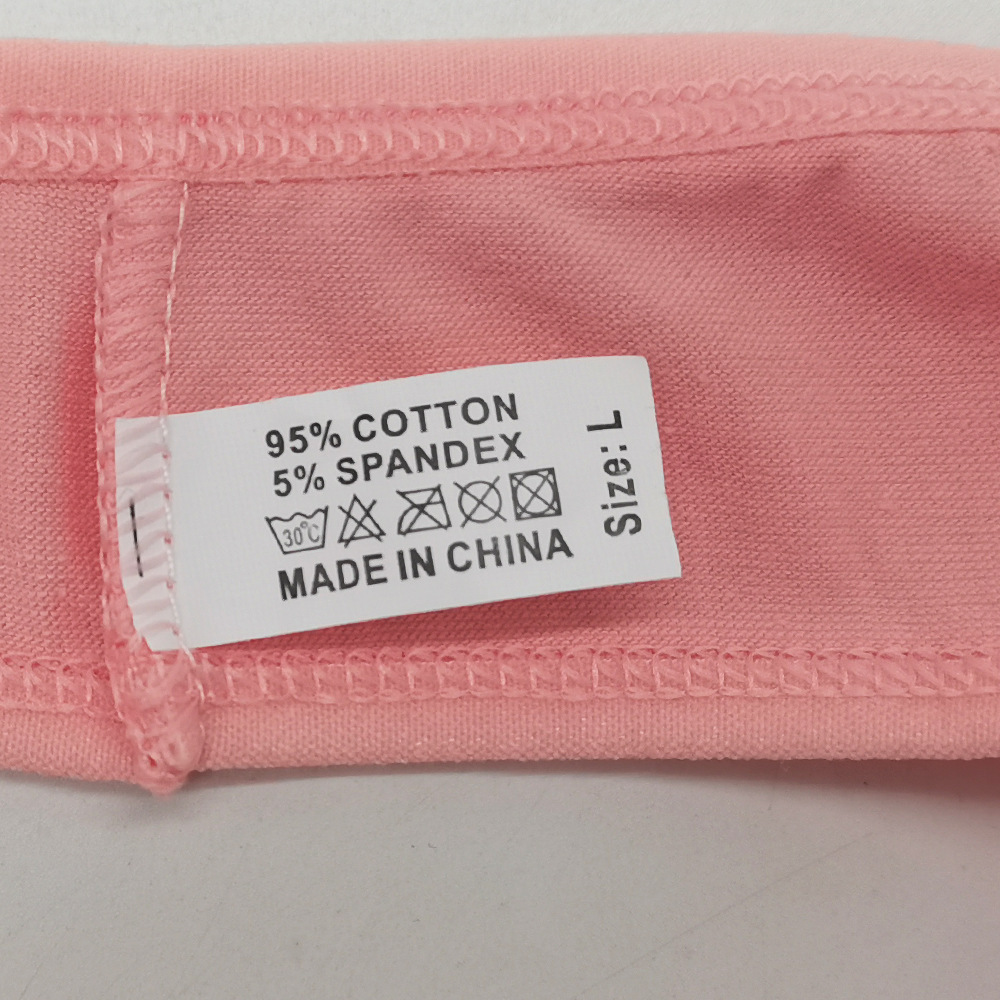 95% COTTON
5% SPANDEX
30°C
MADE IN CHINA
Size: L